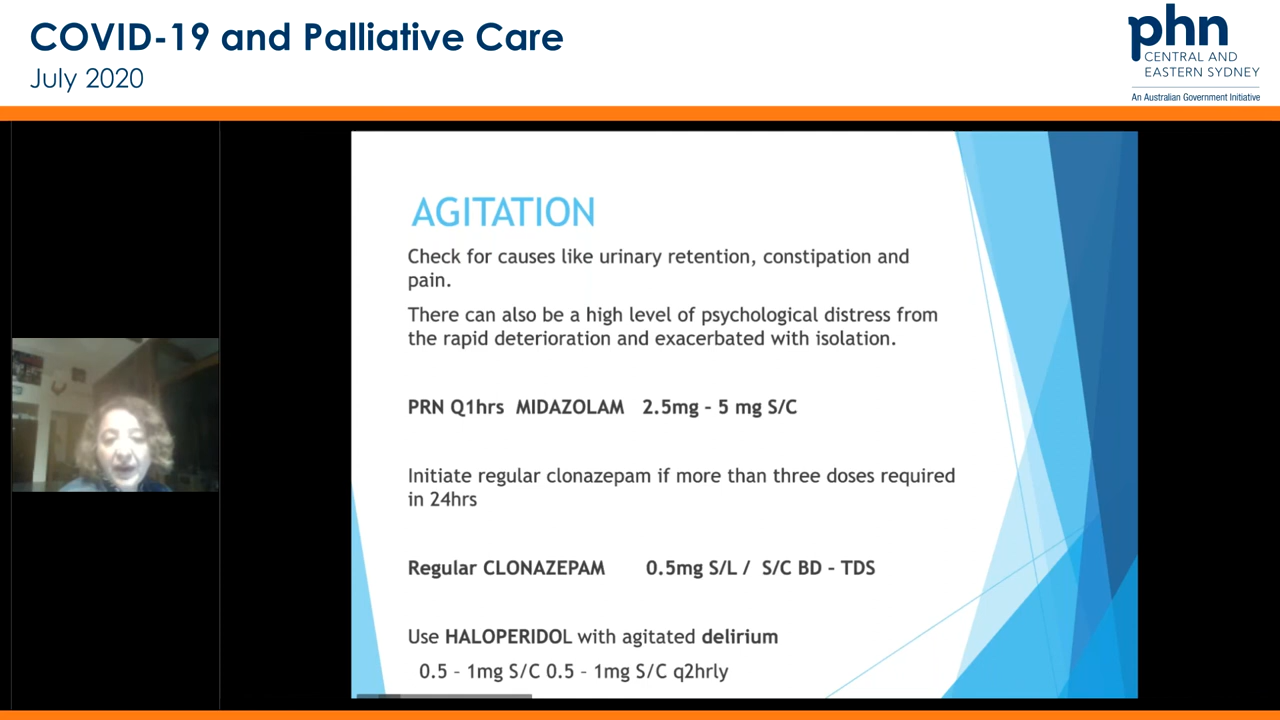 COVID-19 and Palliative Care
July 2020
phn
CENTRAL AND
EASTERN SYDNEY
An Australian Government Initiative
AGITATION
Check for causes like urinary retention, constipation and
pain.
There can also be a high level of psychological distress from
the rapid deterioration and exacerbated with isolation.
PRN Q1hrs MIDAZOLAM 2.5mg – 5 mg S/C
Initiate regular clonazepam if more than three doses required
in 24hrs
Regular CLONAZEPAM 0.5mg S/L / S/C BD – TDS
Use HALOPERIDOL with agitated delirium
0.5 – 1mg S/C 0.5 – 1mg S/C q2hrly